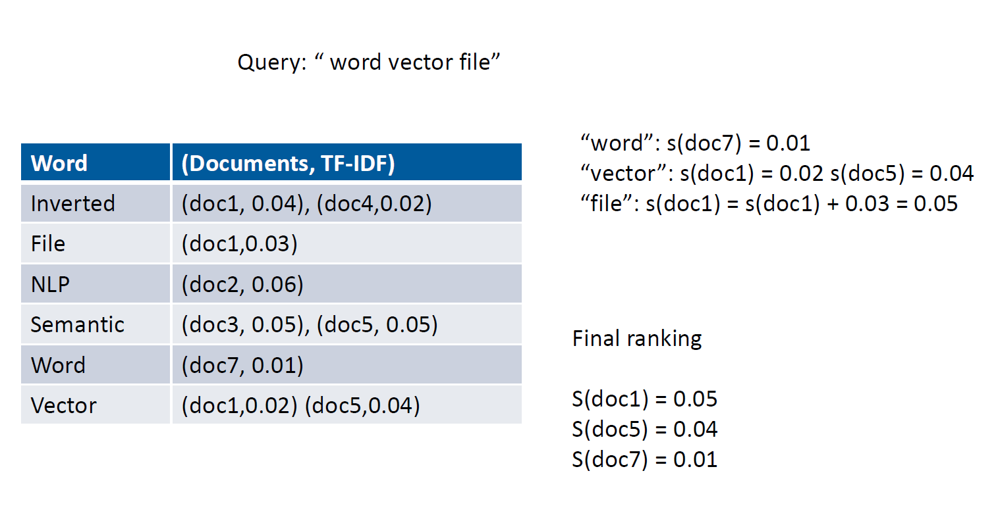 Query: “ word vector file”
Word (Documents, TF-IDF)
Inverted (doc1, 0.04), (doc4,0.02)
File (doc1,0.03)
NLP (doc2, 0.06)
Semantic (doc3, 0.05), (doc5, 0.05)
Word (doc7, 0.01)
Vector (doc1,0.02) (doc5,0.04)
“word”: s(doc7) = 0.01
“vector”: s(doc1) = 0.02 s(doc5) = 0.04
“file”: s(doc1) = s(doc1) + 0.03 = 0.05
Final ranking
S(doc1) = 0.05
S(doc5) = 0.04
S(doc7) = 0.01